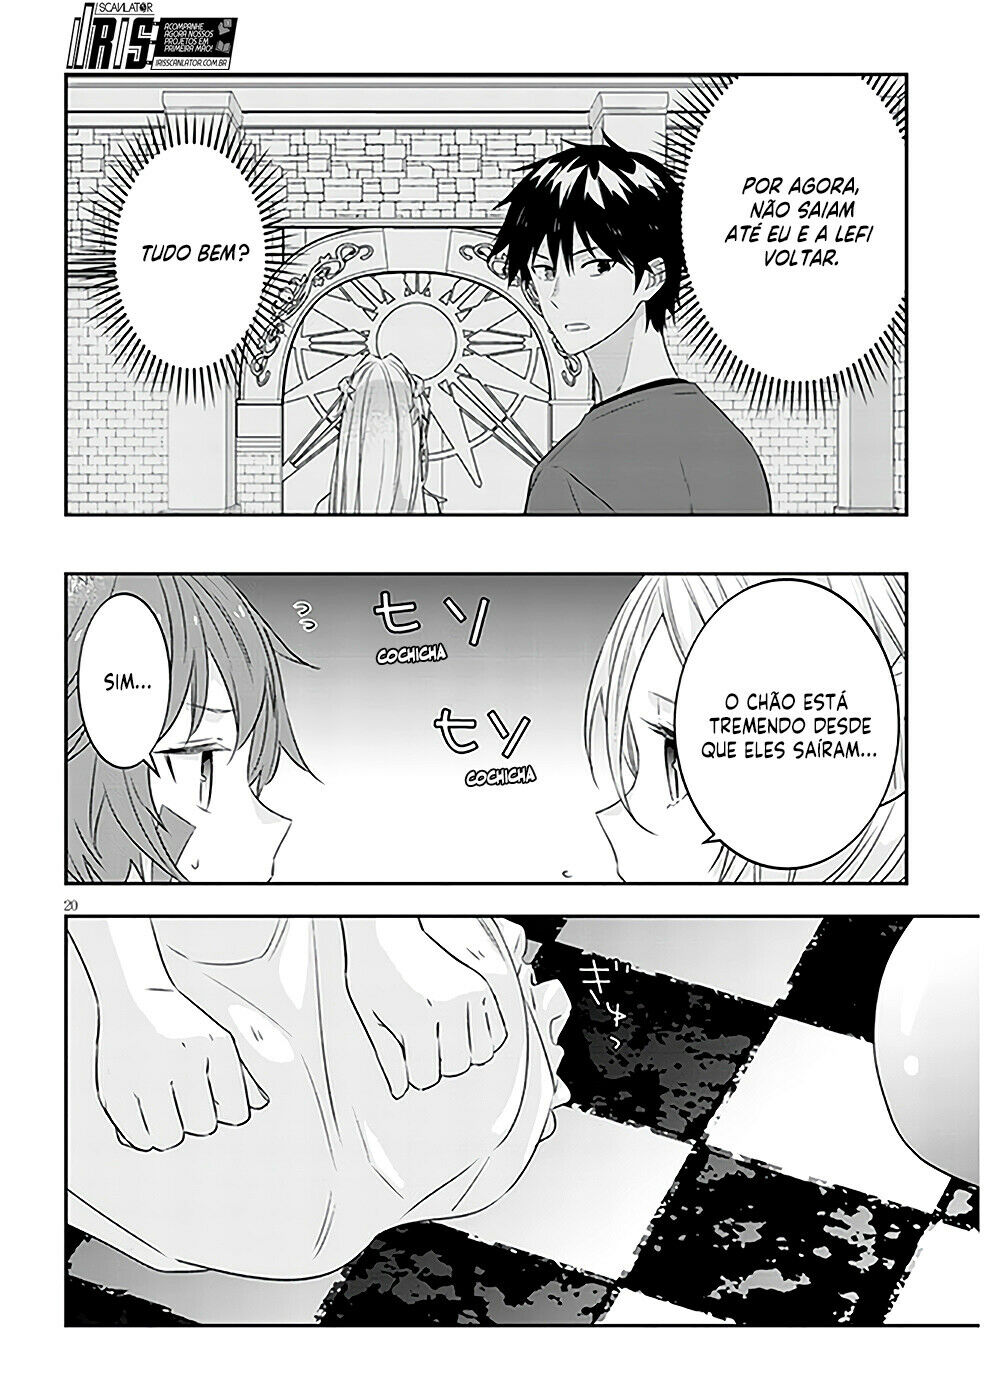 SCANLATOR
IRIS
ACOMPANHE
AGORA NOSSOS
PROJETOS EM
PRIMEIRA MÃO!
IRISSCANLATOR.COM.BR
POR AGORA,
NÃO SAIAM
ATÉ EU E A LEFI
VOLTAR.
TUDO BEM?
O CHÃO ESTÁ
TREMENDO DESDE
QUE ELES SAÍRAM...
ヒソ
COCHICHA
ヒソ
COCHICHA
SIM...
20
ギュッ